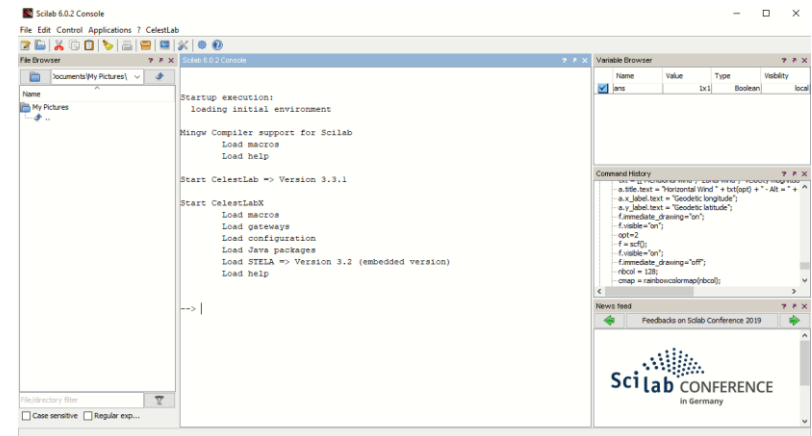 Scilab 6.0.2 Console
File Edit Control Applications ? CelestLab
File Browser
Scilab 6.0.2 Console
Variable Browser
Documents\My Pictures\
Name
My Pictures
..
File/directory filter
Case sensitive Regular exp...
Startup execution:
loading initial environment
Mingw Compiler support for Scilab
Load macros
Load help
Start CelestLab => Version 3.3.1
Start CelestLabX
Load macros
Load gateways
Load configuration
Load Java packages
Load STELA => Version 3.2 (embedded version)
Load help
-->
Name Value Type Visibility
ans 1x1 Boolean local
Command History
a.title.text = "Horizontal Wind " + txt(opt) + " - Alt = " +
a.x_label.text = "Geodetic longitude";
a.y_label.text = "Geodetic latitude";
f.immediate_drawing="on";
f.visible="on";
opt=2
f = scf();
f.visible="on";
f.immediate_drawing="off";
nbcol = 128;
cmap = rainbowcolormap(nbcol);
News feed
Feedbacks on Scilab Conference 2019
Scilab CONFERENCE
in Germany